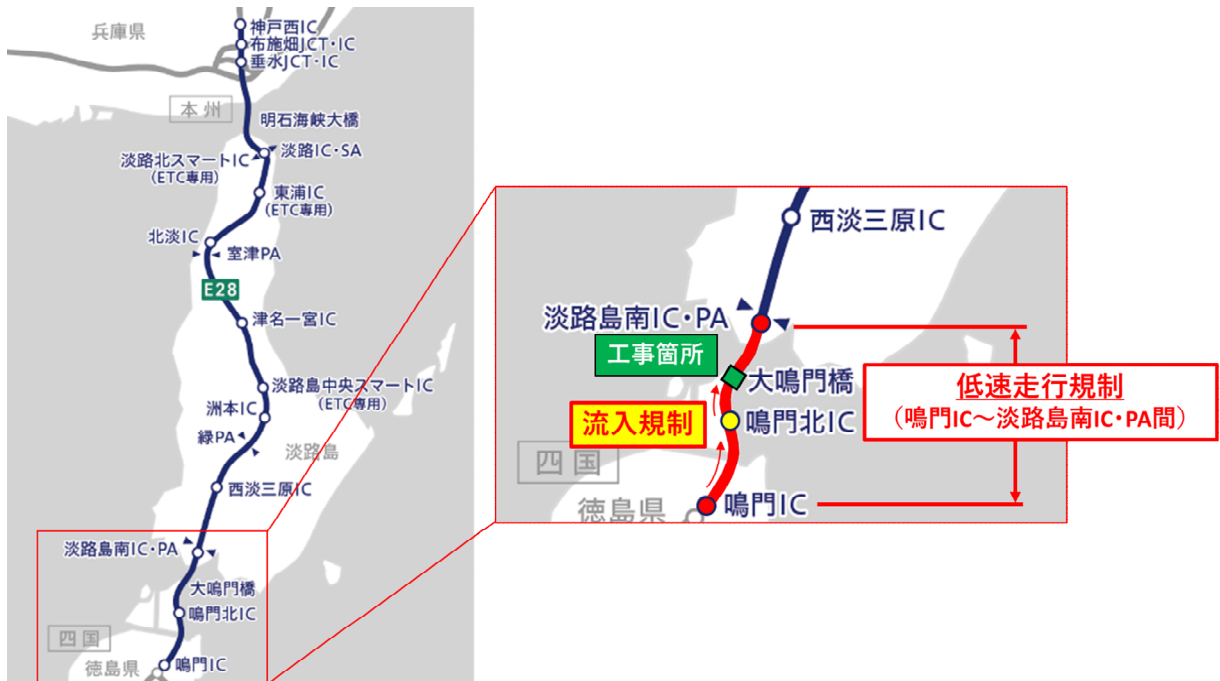 兵庫県
神戸西IC
布施畑JCT・IC
垂水JCT・IC
本州
明石海峡大橋
淡路IC・SA
淡路北スマートIC
(ETC専用)
東浦IC
(ETC専用)
北淡IC
室津PA
E28
津名一宮IC
淡路島中央スマートIC
(ETC専用)
洲本IC
緑PA
淡路島
西淡三原IC
淡路島南IC・PA
大鳴門橋
鳴門北IC
四国
徳島県
鳴門IC
西淡三原IC
淡路島南IC・PA
工事箇所
大鳴門橋
流入規制
鳴門北IC
四国
徳島県
鳴門IC
低速走行規制
（鳴門IC～淡路島南IC・PA間）